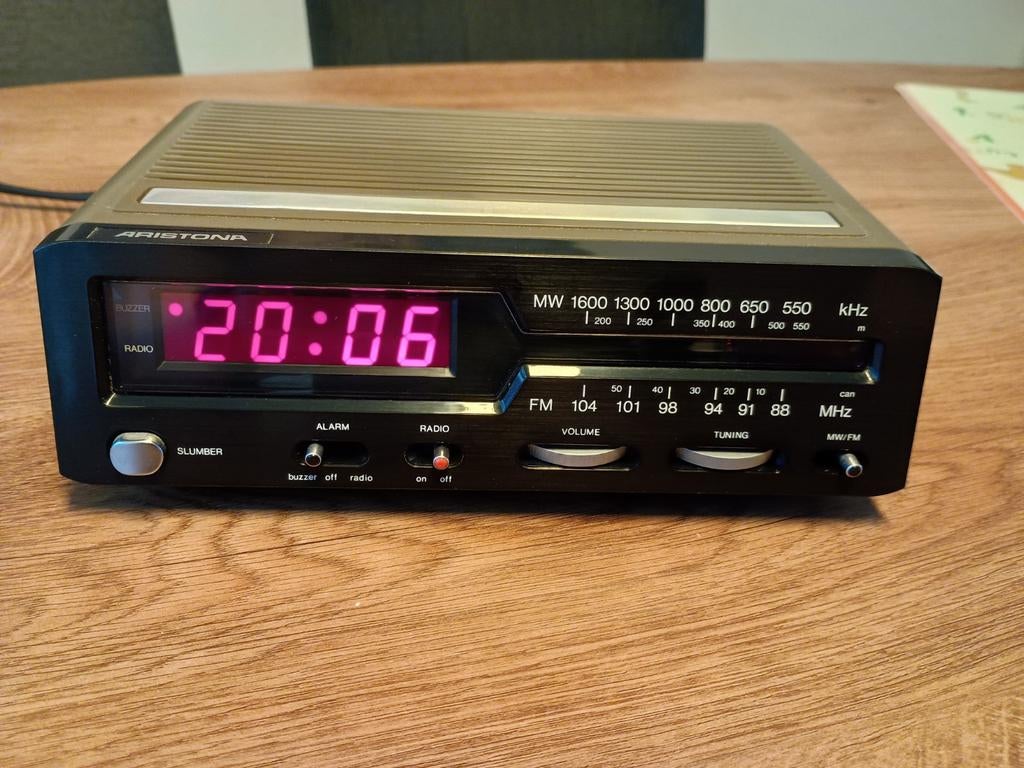 ARISTONA
BUZZER
20:06
RADIO
MW 1600 1300 1000 800 650 550 kHz
200 250 350 400 500 550 m
50 40 30 20 10 can
FM 104 101 98 94 91 88 MHz
SLUMBER
ALARM
buzzer off radio
RADIO
on off
VOLUME
TUNING
MW/FM